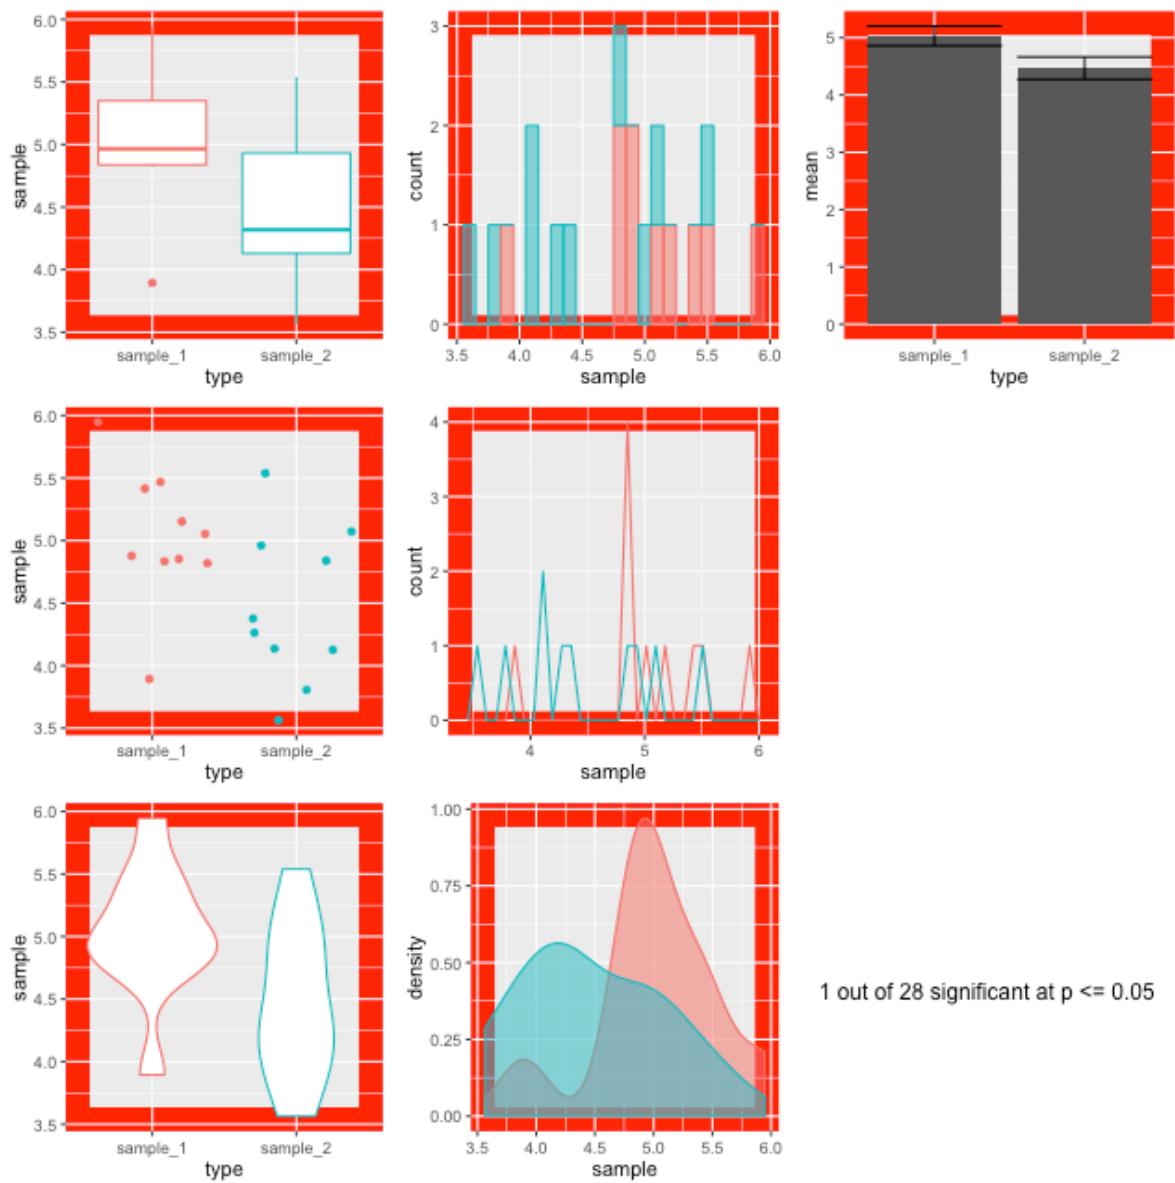 6.0
5.5
5.0
4.5
4.0
3.5
sample
sample_1 sample_2
type
3
2
1
0
count
3.5 4.0 4.5 5.0 5.5 6.0
sample
5
4
3
2
1
0
mean
sample_1 sample_2
type
6.0
5.5
5.0
4.5
4.0
3.5
sample
sample_1 sample_2
type
4
3
2
1
0
count
4 5 6
sample
6.0
5.5
5.0
4.5
4.0
3.5
sample
sample_1 sample_2
type
1.00
0.75
0.50
0.25
0.00
density
3.5 4.0 4.5 5.0 5.5 6.0
sample
1 out of 28 significant at p <= 0.05